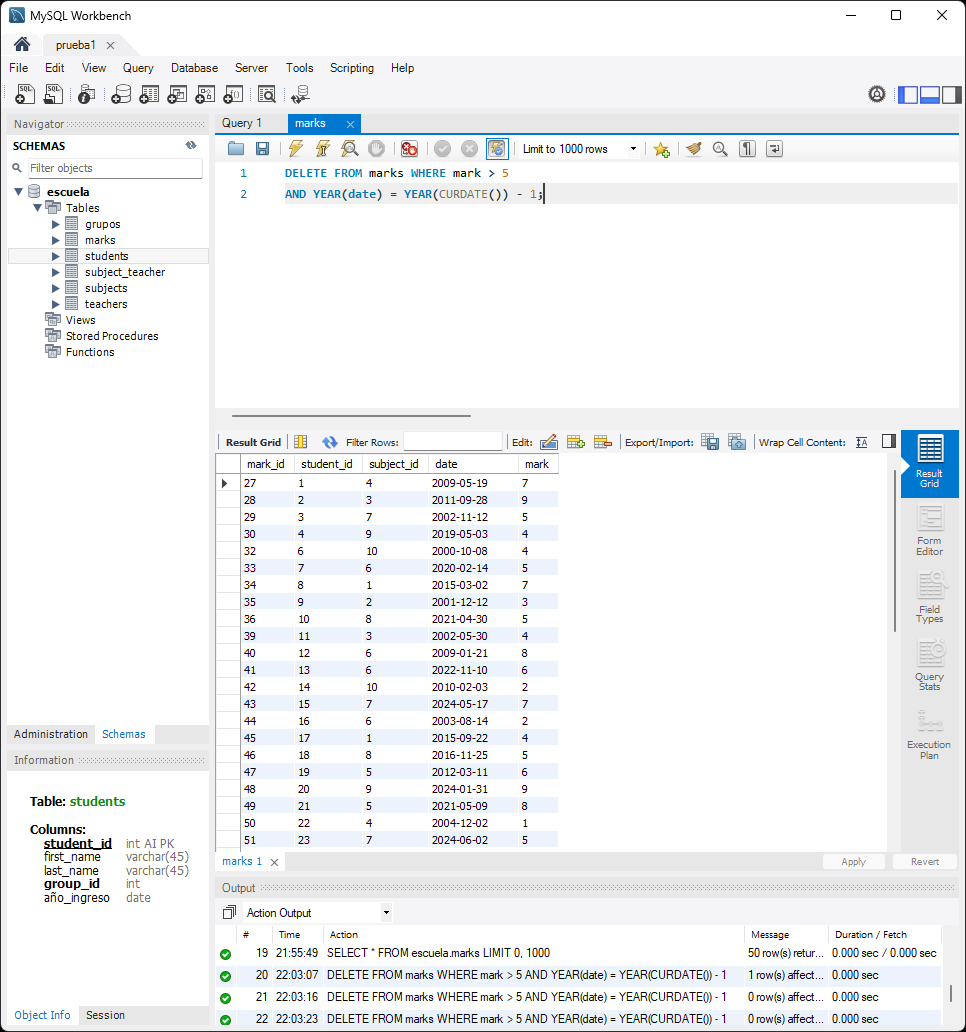 MySQL Workbench
prueba1
File Edit View Query Database Server Tools Scripting Help
Navigator
SCHEMAS
Filter objects
escuela
Tables
grupos
marks
students
subject_teacher
subjects
teachers
Views
Stored Procedures
Functions
Administration Schemas
Information
Table: students
Columns:
student_id int AI PK
first_name varchar(45)
last_name varchar(45)
group_id int
año_ingreso date
Object Info Session
Query 1 marks
Limit to 1000 rows
1 DELETE FROM marks WHERE mark > 5
2 AND YEAR(date) = YEAR(CURDATE()) - 1;
Result Grid Filter Rows: Edit: Export/Import: Wrap Cell Content:
mark_id student_id subject_id date mark
27 1 4 2009-05-19 7
28 2 3 2011-09-28 9
29 3 7 2002-11-12 5
30 4 9 2019-05-03 4
32 6 10 2000-10-08 4
33 7 6 2020-02-14 5
34 8 1 2015-03-02 7
35 9 2 2001-12-12 3
36 10 8 2021-04-30 5
39 11 3 2002-05-30 4
40 12 6 2009-01-21 8
41 13 6 2022-11-10 6
42 14 10 2010-02-03 2
43 15 7 2024-05-17 7
44 16 6 2003-08-14 2
45 17 1 2015-09-22 4
46 18 8 2016-11-25 5
47 19 5 2012-03-11 6
48 20 9 2024-01-31 9
49 21 5 2021-05-09 8
50 22 4 2004-12-02 1
51 23 7 2024-06-02 5
Result
Grid
Form
Editor
Field
Types
Query
Stats
Execution
Plan
marks 1
Apply Revert
Output
Action Output
# Time Action Message Duration / Fetch
19 21:55:49 SELECT * FROM escuela.marks LIMIT 0, 1000 50 row(s) retur... 0.000 sec / 0.000 sec
20 22:03:07 DELETE FROM marks WHERE mark > 5 AND YEAR(date) = YEAR(CURDATE()) - 1 1 row(s) affect... 0.000 sec
21 22:03:16 DELETE FROM marks WHERE mark > 5 AND YEAR(date) = YEAR(CURDATE()) - 1 0 row(s) affect... 0.000 sec
22 22:03:23 DELETE FROM marks WHERE mark > 5 AND YEAR(date) = YEAR(CURDATE()) - 1 0 row(s) affect... 0.000 sec